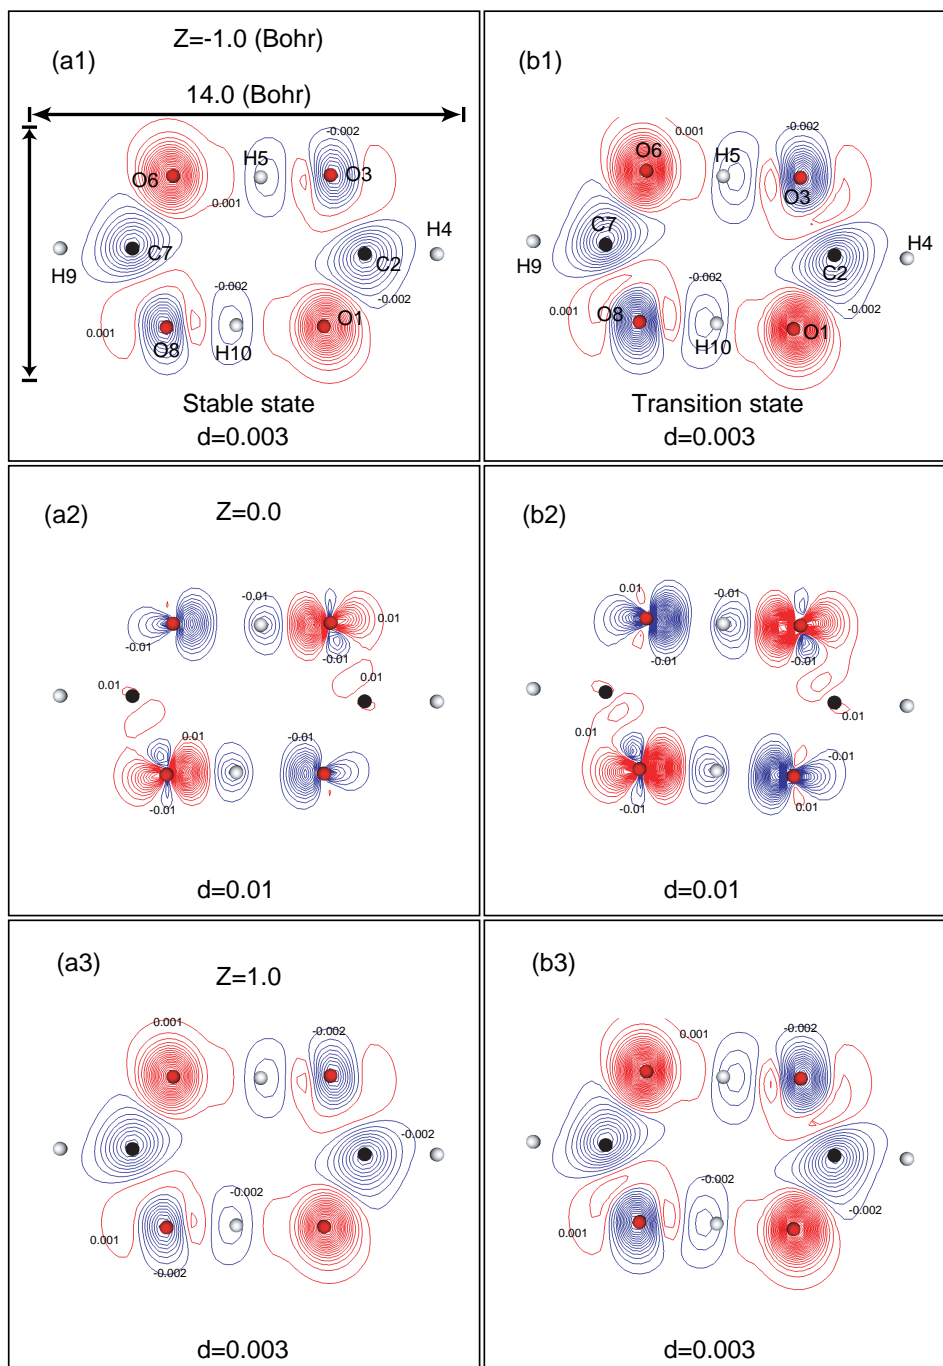 (a1)
Z=-1.0 (Bohr)
14.0 (Bohr)
-0.002
O6
H5
O3
0.001
H4
C7
C2
H9
-0.002
-0.002
0.001
O1
O8
H10
Stable state
d=0.003
(b1)
0.001
-0.002
O6
H5
O3
C7
H4
H9
C2
-0.002
0.001
-0.002
O8
O1
H10
Transition state
d=0.003
(a2)
Z=0.0
-0.01
0.01
-0.01
-0.01
0.01
0.01
0.01
-0.01
-0.01
d=0.01
(b2)
0.01
-0.01
-0.01
-0.01
0.01
0.01
-0.01
-0.01
0.01
d=0.01
(a3)
Z=1.0
0.001
-0.002
-0.002
-0.002
0.001
-0.002
d=0.003
(b3)
0.001
-0.002
-0.002
-0.002
0.001
d=0.003